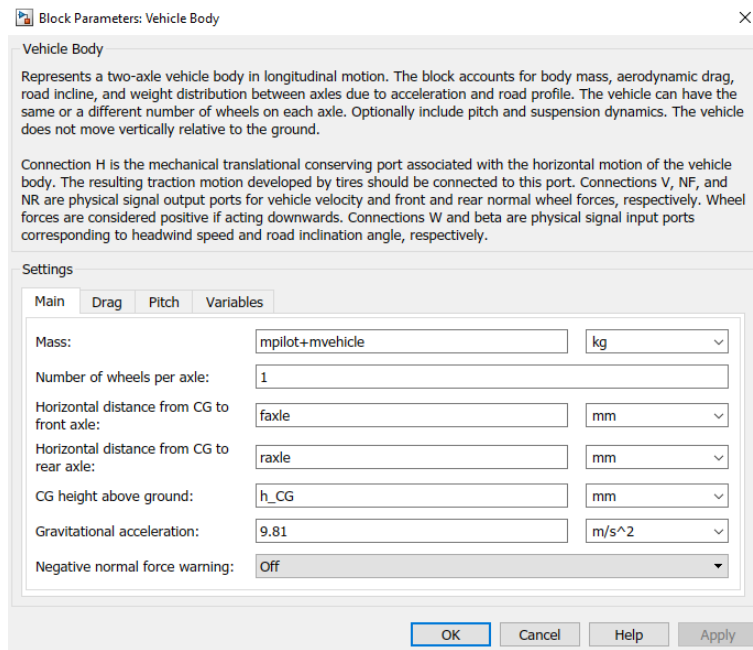 Block Parameters: Vehicle Body
Vehicle Body
Represents a two-axle vehicle body in longitudinal motion. The block accounts for body mass, aerodynamic drag,
road incline, and weight distribution between axles due to acceleration and road profile. The vehicle can have the
same or a different number of wheels on each axle. Optionally include pitch and suspension dynamics. The vehicle
does not move vertically relative to the ground.
Connection H is the mechanical translational conserving port associated with the horizontal motion of the vehicle
body. The resulting traction motion developed by tires should be connected to this port. Connections V, NF, and
NR are physical signal output ports for vehicle velocity and front and rear normal wheel forces, respectively. Wheel
forces are considered positive if acting downwards. Connections W and beta are physical signal input ports
corresponding to headwind speed and road inclination angle, respectively.
Settings
Main Drag Pitch Variables
Mass: mpilot+mvehicle kg
Number of wheels per axle: 1
Horizontal distance from CG to
front axle: faxle mm
Horizontal distance from CG to
rear axle: raxle mm
CG height above ground: h_CG mm
Gravitational acceleration: 9.81 m/s^2
Negative normal force warning: Off
OK Cancel Help Apply